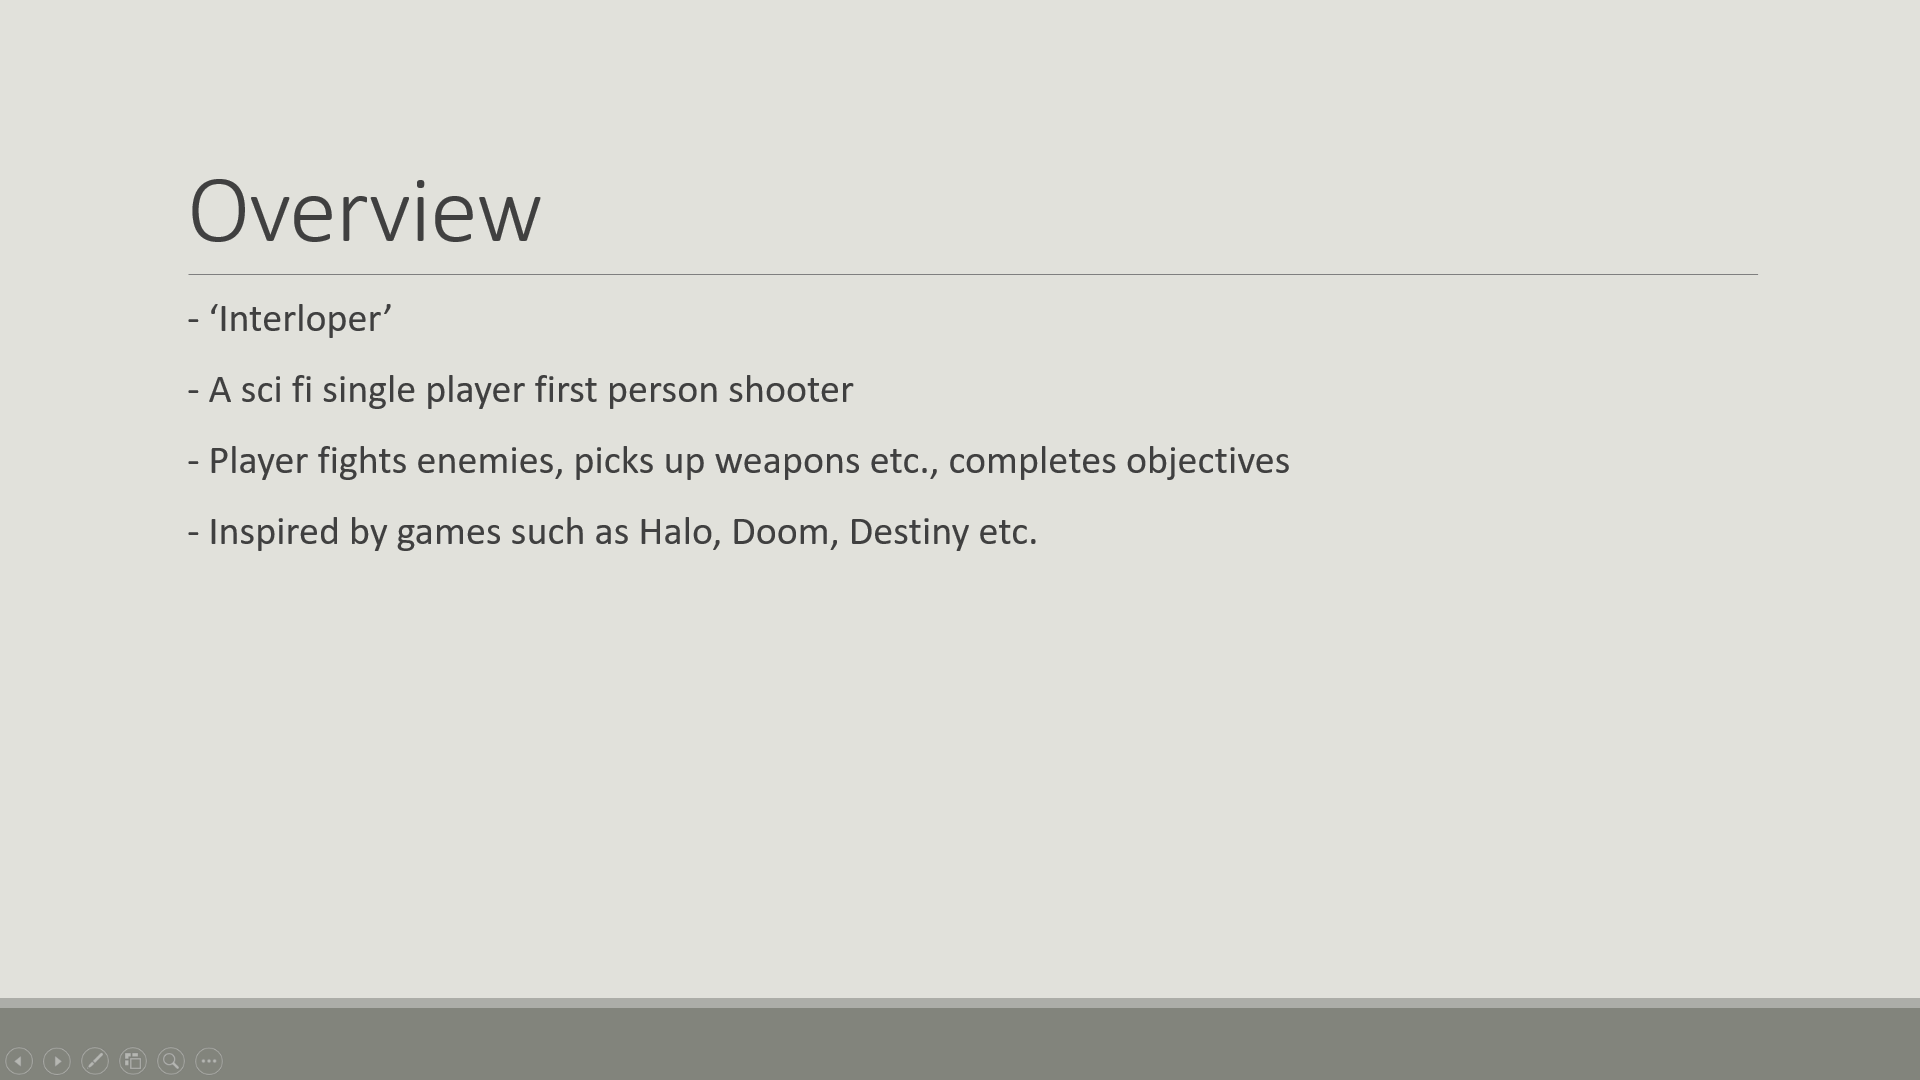 Overview
- ‘Interloper’
- A sci fi single player first person shooter
- Player fights enemies, picks up weapons etc., completes objectives
- Inspired by games such as Halo, Doom, Destiny etc.